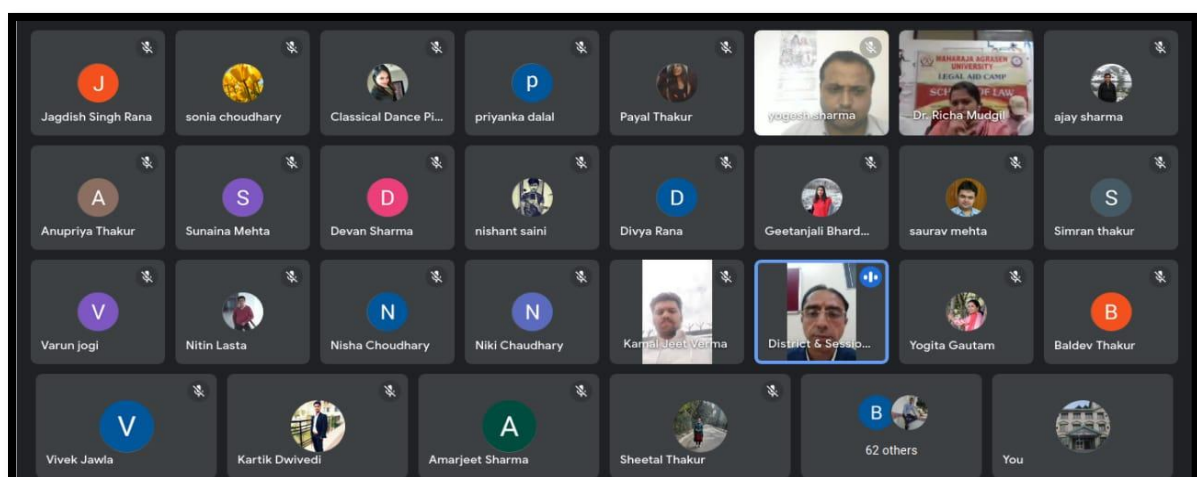 J
Jagdish Singh Rana
sonia choudhary
Classical Dance Pi...
p
priyanka dalal
Payal Thakur
yogesh sharma
MAHARAJA AGRASEN
UNIVERSITY
LEGAL AID CAMP
SCHOOL OF LAW
Dr. Richa Mudgil
ajay sharma
A
Anupriya Thakur
S
Sunaina Mehta
D
Devan Sharma
nishant saini
D
Divya Rana
Geetanjali Bhard...
saurav mehta
S
Simran thakur
V
Varun jogi
Nitin Lasta
N
Nisha Choudhary
N
Niki Chaudhary
Kamal Jeet Verma
District & Sessio...
Yogita Gautam
B
Baldev Thakur
V
Vivek Jawla
Kartik Dwivedi
A
Amarjeet Sharma
Sheetal Thakur
B
62 others
You